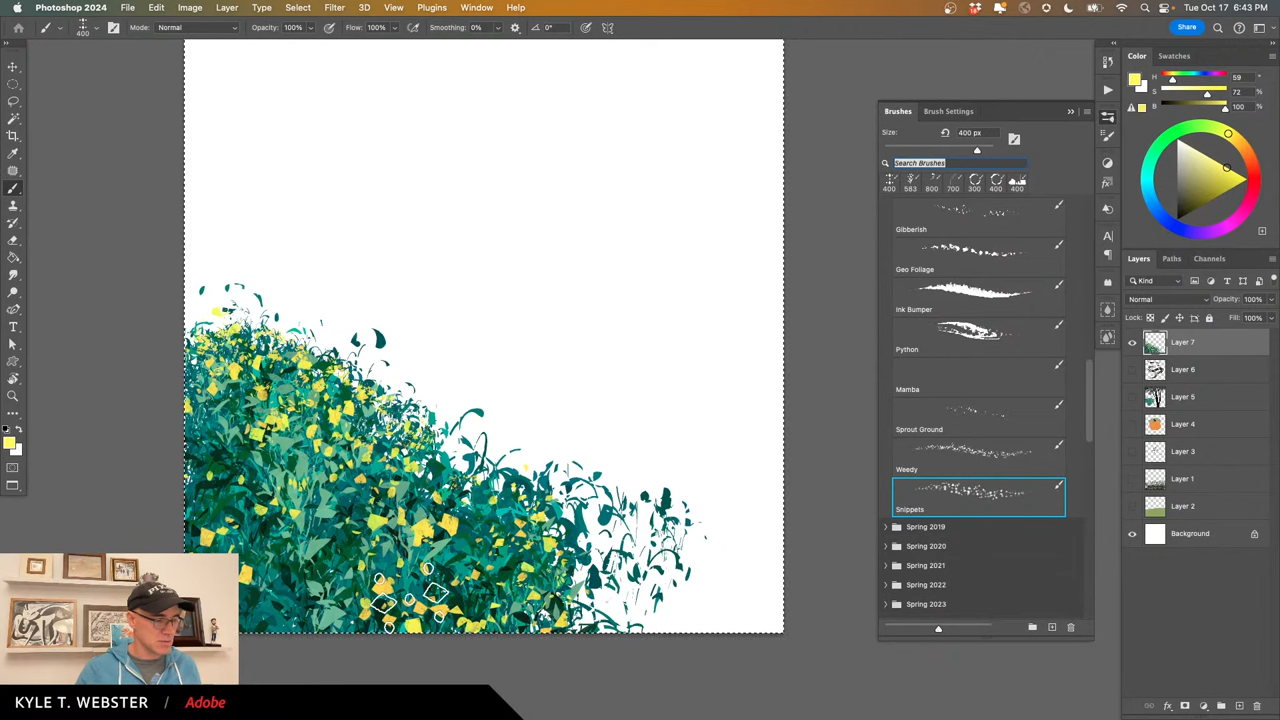 Photoshop 2024 File Edit Image Layer Type Select Filter 3D View Plugins Window Help Tue Oct 17 6:43 PM
400 Mode: Normal Opacity: 100% Flow: 100% Smoothing: 0% 0° Share
Brushes Brush Settings
Size: 400 px
Search Brushes
400 583 800 700 300 400 400
Gibberish
Geo Foliage
Ink Bumper
Python
Mamba
Sprout Ground
Weedy
Snippets
Spring 2019
Spring 2020
Spring 2021
Spring 2022
Spring 2023
Color Swatches
H 59 °
S 72 %
B 100 %
Layers Paths Channels
Kind
Normal Opacity: 100%
Lock: Fill: 100%
Layer 7
Layer 6
Layer 5
Layer 4
Layer 3
Layer 1
Layer 2
Background
KYLE T. WEBSTER / Adobe